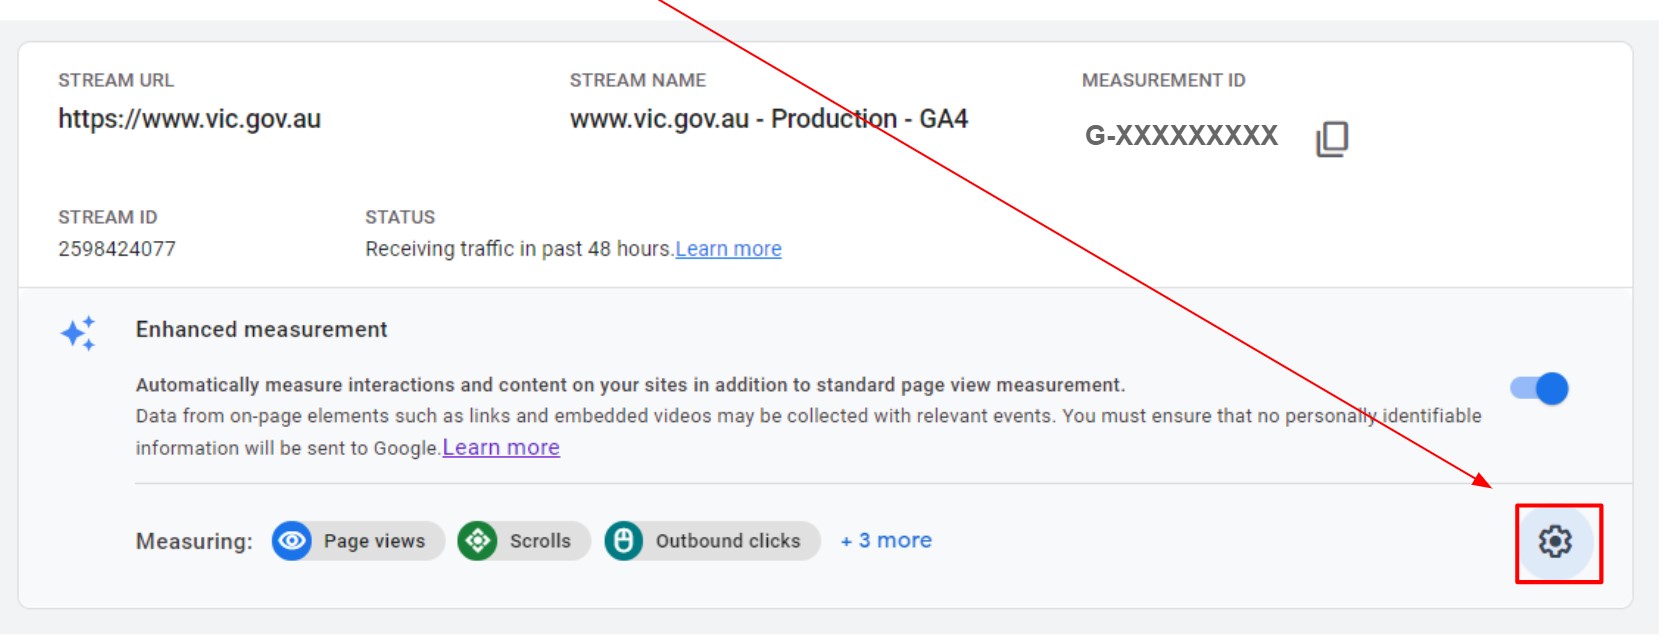 STREAM URL
STREAM NAME
MEASUREMENT ID
https://www.vic.gov.au
www.vic.gov.au - Production - GA4
G-XXXXXXXXX
STREAM ID
STATUS
2598424077
Receiving traffic in past 48 hours.Learn more
Enhanced measurement
Automatically measure interactions and content on your sites in addition to standard page view measurement.
Data from on-page elements such as links and embedded videos may be collected with relevant events. You must ensure that no personally identifiable
information will be sent to Google.Learn more
Measuring: Page views Scrolls Outbound clicks + 3 more